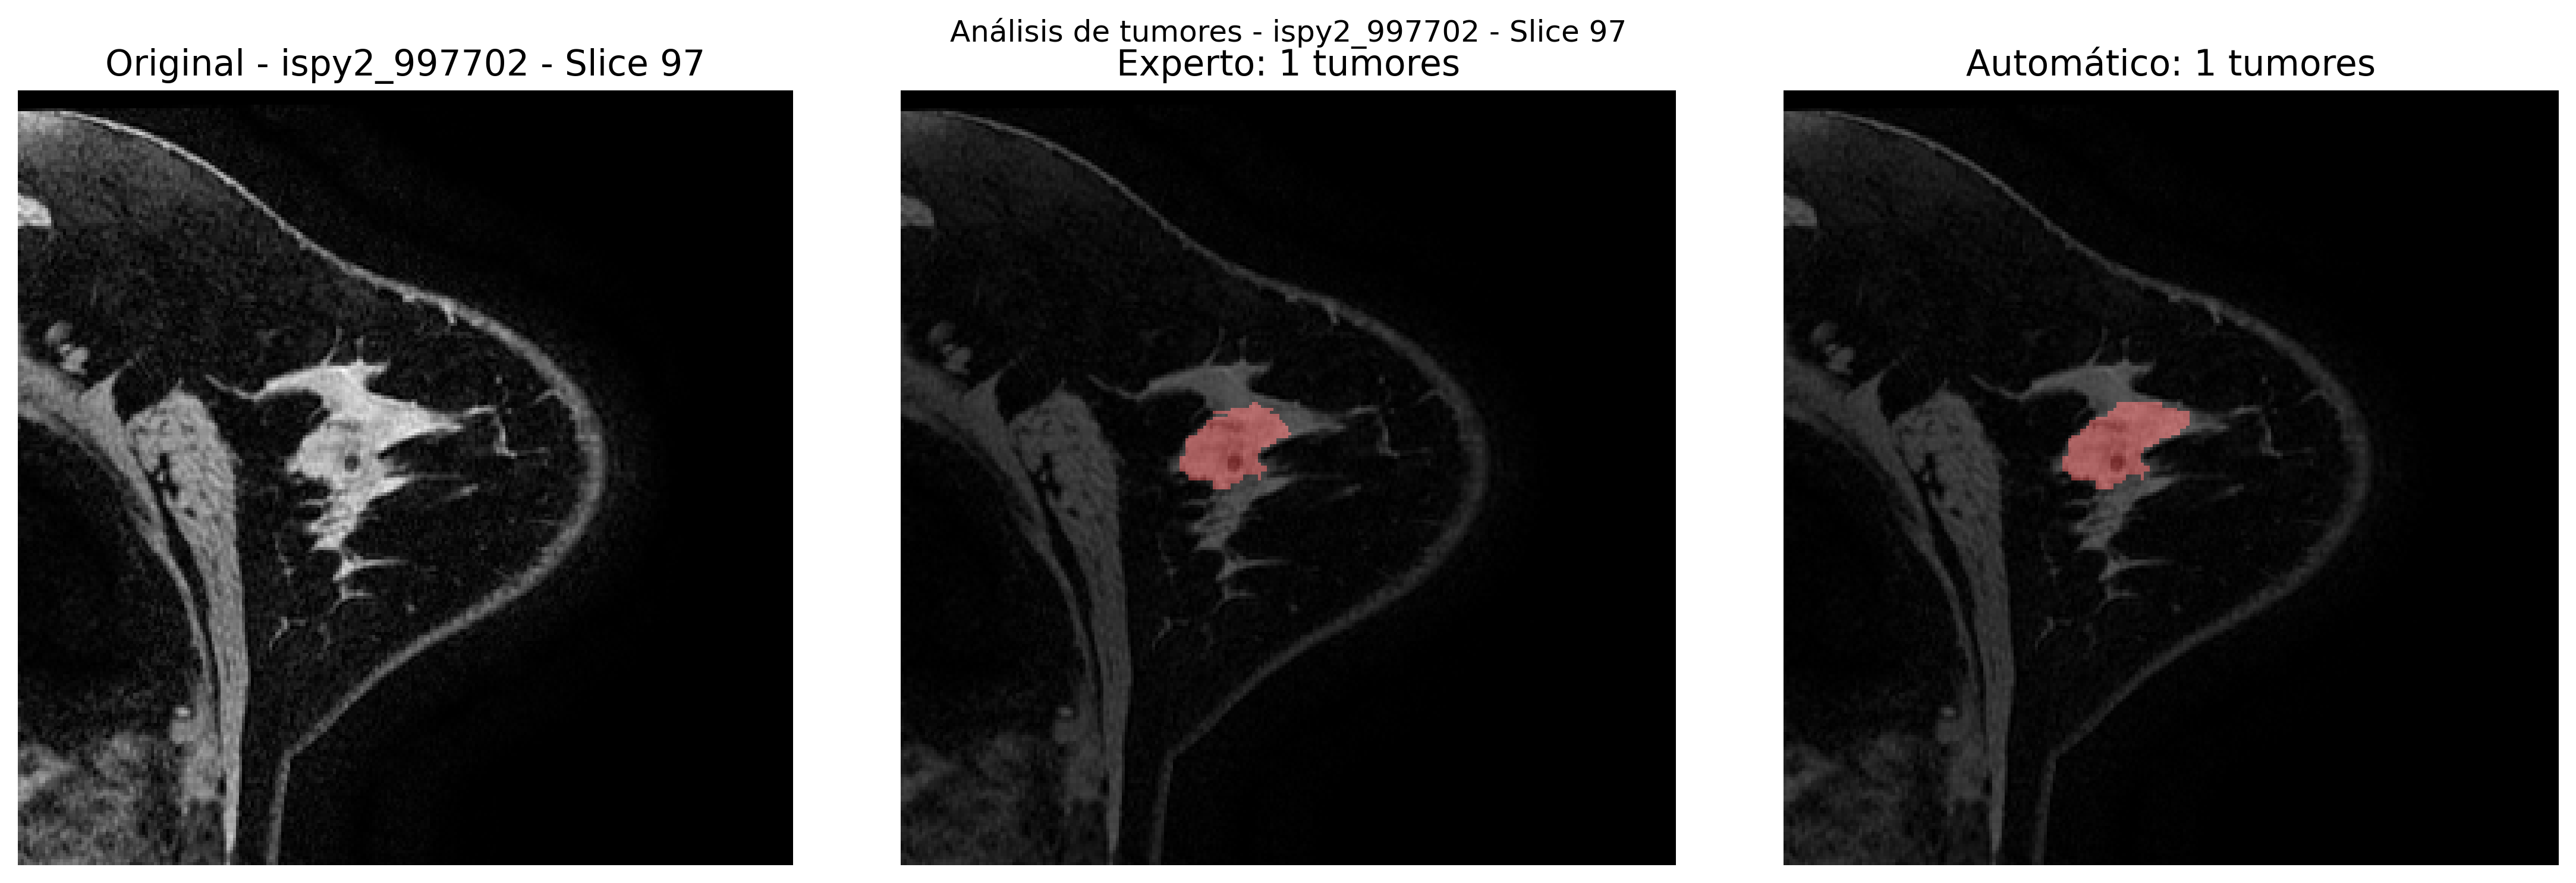 Análisis de tumores - ispy2_997702 - Slice 97
Original - ispy2_997702 - Slice 97
Experto: 1 tumores
Automático: 1 tumores